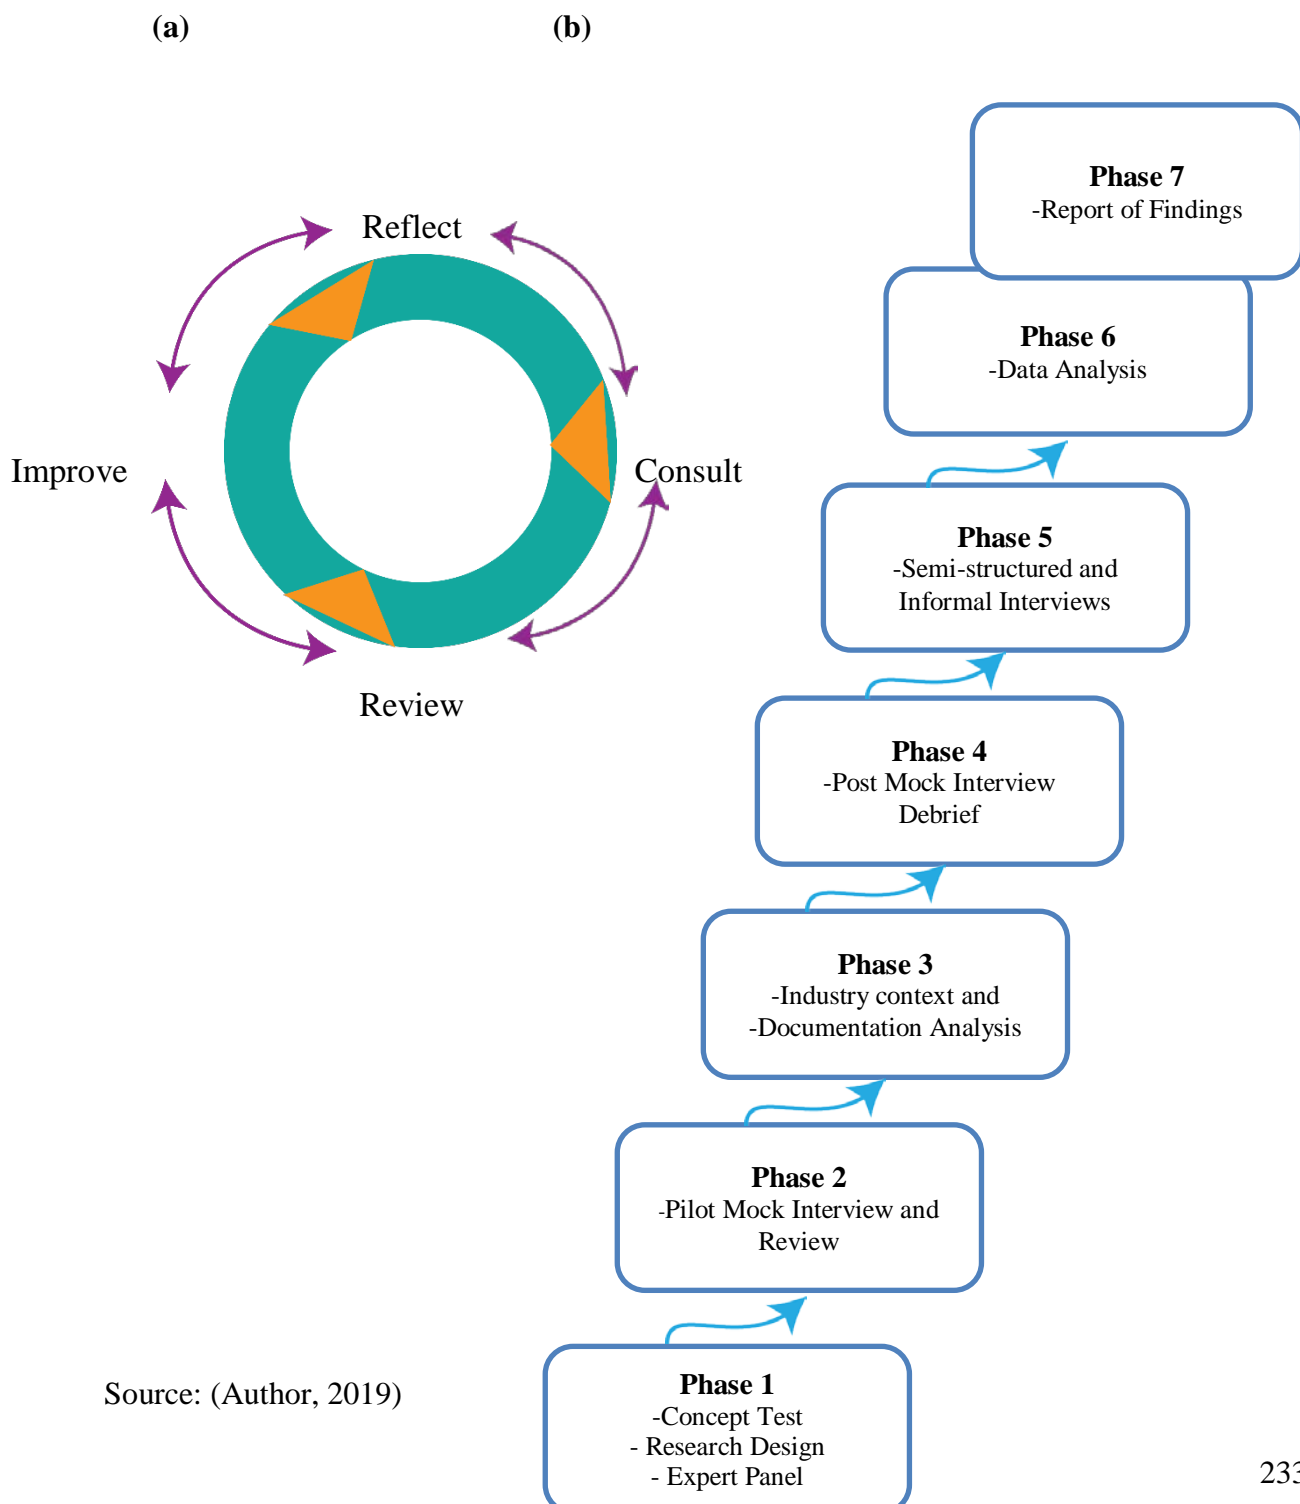 (a)
(b)
Reflect
Improve
Consult
Review
Phase 7
-Report of Findings
Phase 6
-Data Analysis
Phase 5
-Semi-structured and
Informal Interviews
Phase 4
-Post Mock Interview
Debrief
Phase 3
-Industry context and
-Documentation Analysis
Phase 2
-Pilot Mock Interview and
Review
Phase 1
-Concept Test
- Research Design
- Expert Panel
Source: (Author, 2019)
233